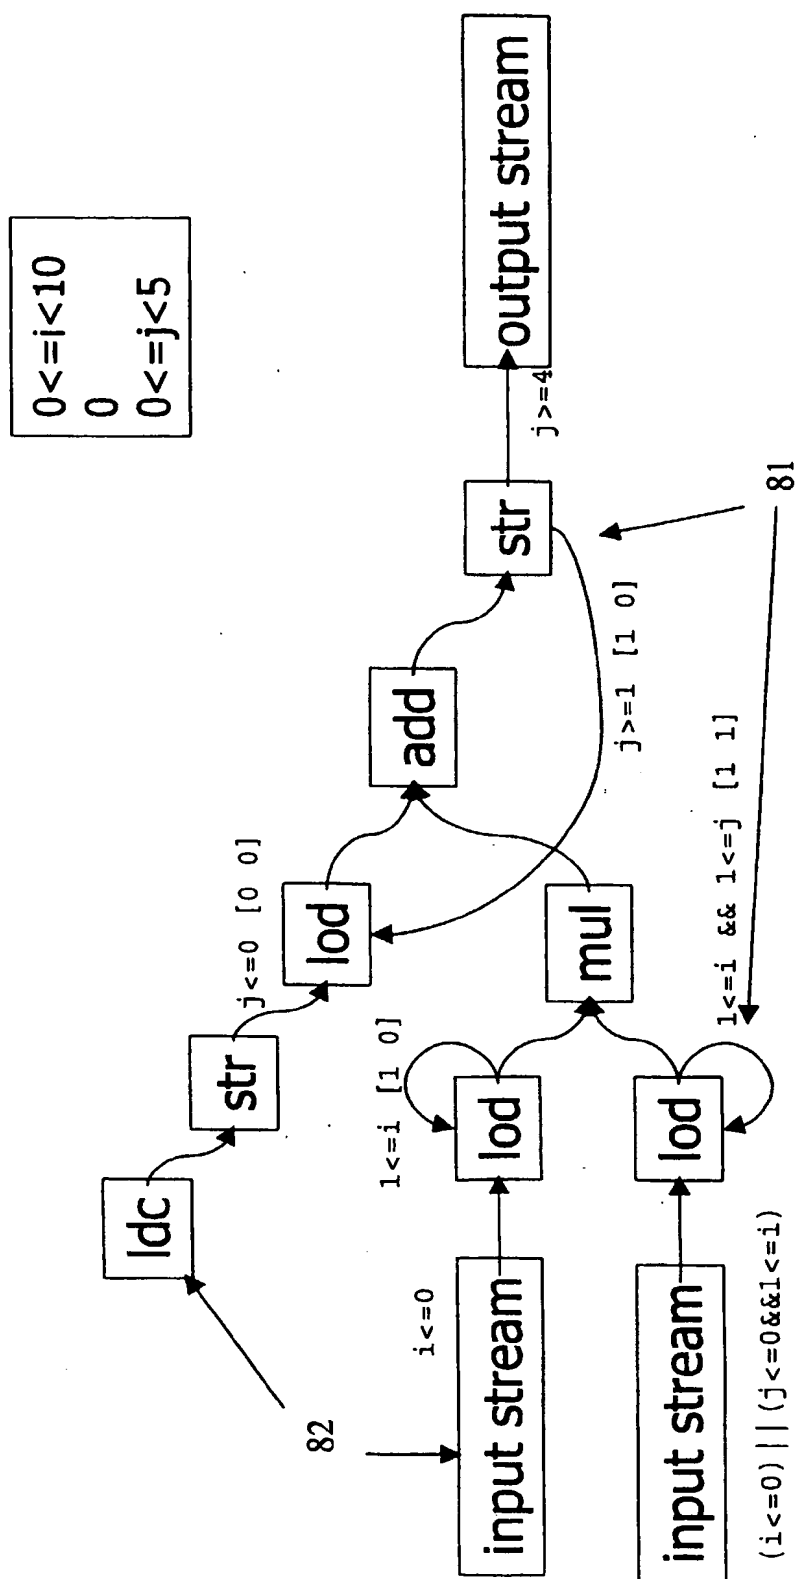 0<=i<10
0
0<=j<5
ldc
str
j<=0 [0 0]
lod
add
str
j>=4
output stream
82
input stream
i<=0
1<=i [1 0]
lod
mul
j>=1 [1 0]
81
input stream
lod
1<=i && 1<=j [1 1]
(i<=0)||(j<=0&&1<=i)